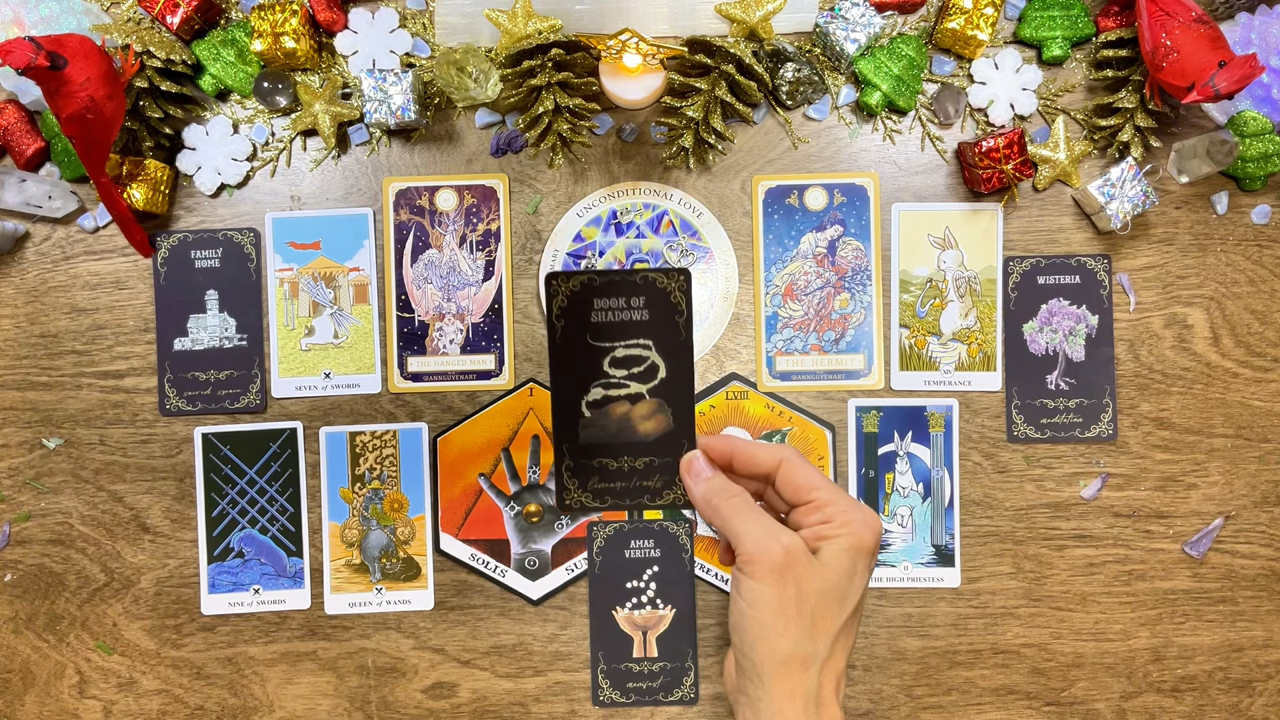 FAMILY
HOME
sacred space
SEVEN of SWORDS
THE HANGED MAN
@ANNGUYENART
UNCONDITIONAL LOVE
BOOK OF
SHADOWS
lineage/roots
THE HERMIT
@ANNGUYENART
XIV
TEMPERANCE
WISTERIA
meditation
NINE of SWORDS
QUEEN of WANDS
I
SOLIS
LVIII
AMAS
VERITAS
manifest
B
II
THE HIGH PRIESTESS